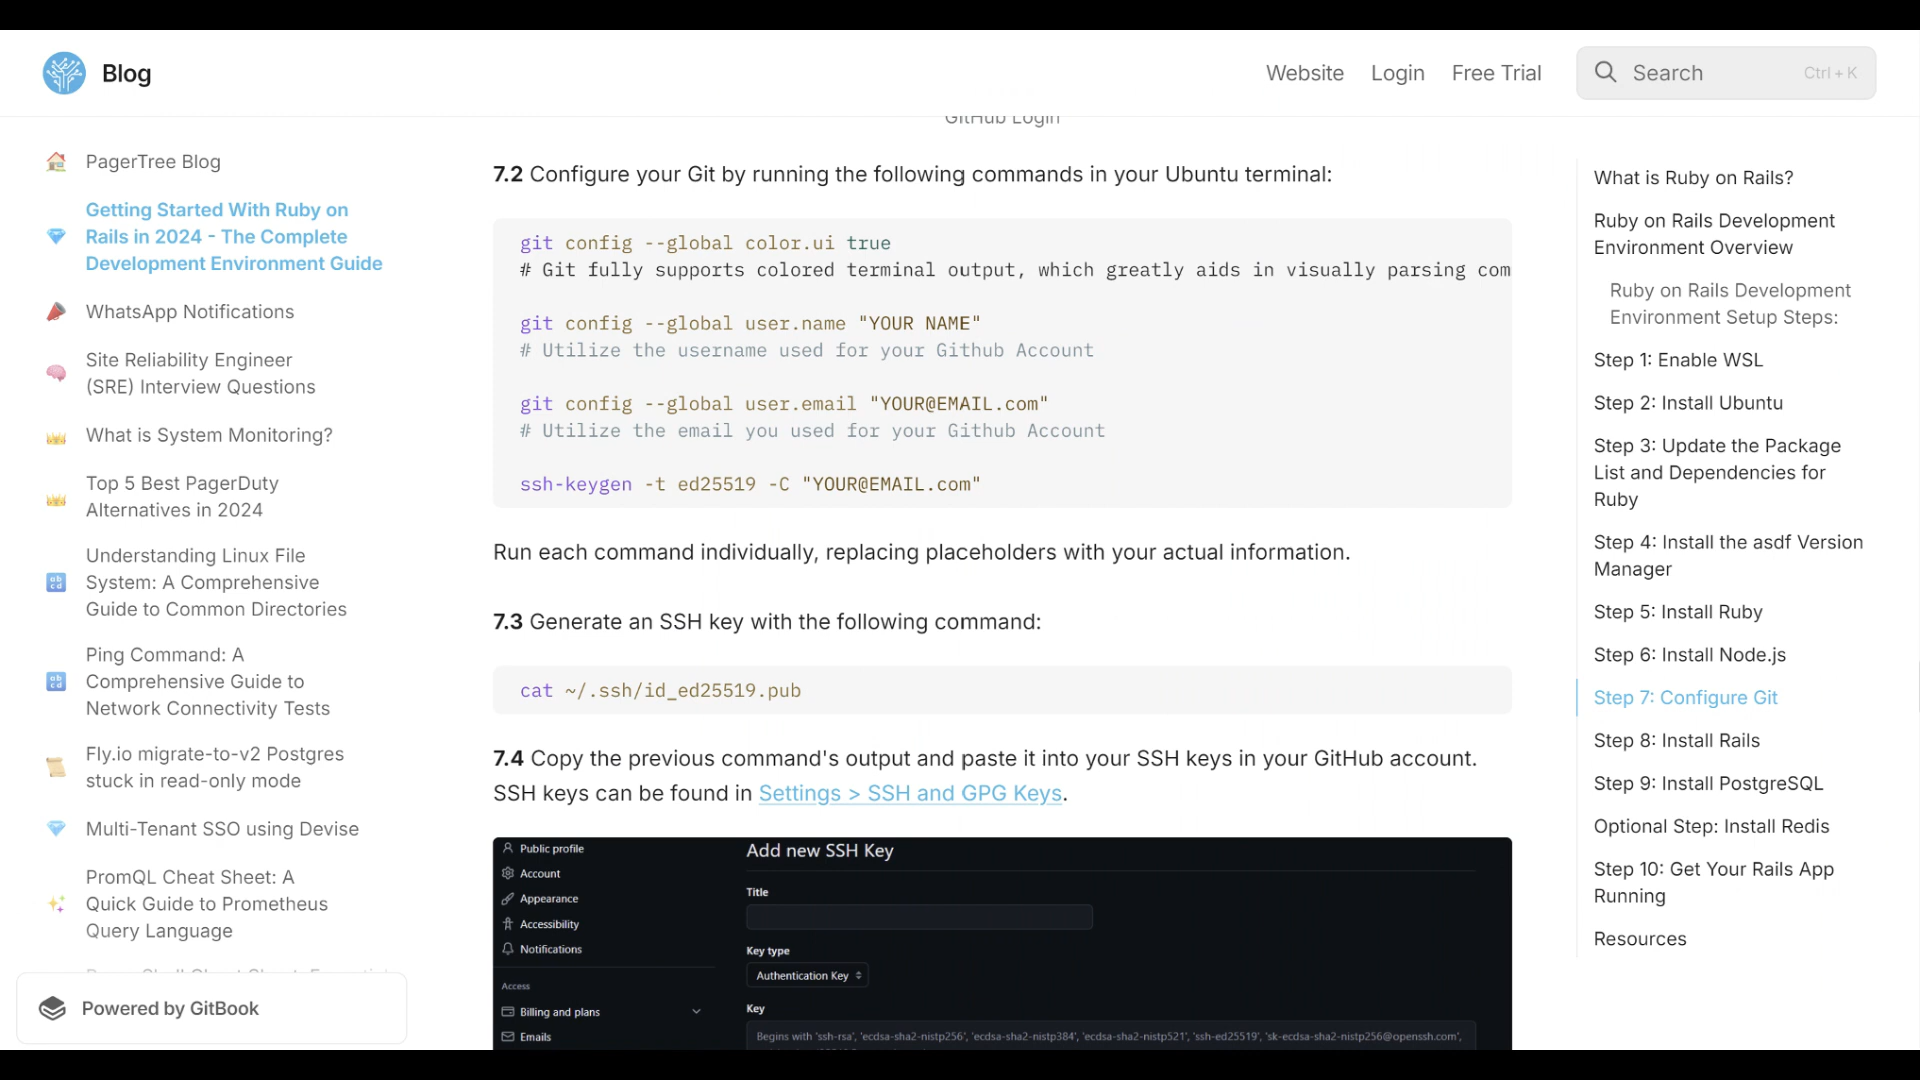 Blog
Website
Login
Free Trial
Search
Ctrl + K
PagerTree Blog
Getting Started With Ruby on
Rails in 2024 - The Complete
Development Environment Guide
WhatsApp Notifications
Site Reliability Engineer
(SRE) Interview Questions
What is System Monitoring?
Top 5 Best PagerDuty
Alternatives in 2024
Understanding Linux File
System: A Comprehensive
Guide to Common Directories
Ping Command: A
Comprehensive Guide to
Network Connectivity Tests
Fly.io migrate-to-v2 Postgres
stuck in read-only mode
Multi-Tenant SSO using Devise
PromQL Cheat Sheet: A
Quick Guide to Prometheus
Query Language
Powered by GitBook
GitHub Login
7.2 Configure your Git by running the following commands in your Ubuntu terminal:
git config --global color.ui true
# Git fully supports colored terminal output, which greatly aids in visually parsing com
git config --global user.name "YOUR NAME"
# Utilize the username used for your Github Account
git config --global user.email "YOUR@EMAIL.com"
# Utilize the email you used for your Github Account
ssh-keygen -t ed25519 -C "YOUR@EMAIL.com"
Run each command individually, replacing placeholders with your actual information.
7.3 Generate an SSH key with the following command:
cat ~/.ssh/id_ed25519.pub
7.4 Copy the previous command's output and paste it into your SSH keys in your GitHub account.
SSH keys can be found in Settings > SSH and GPG Keys.
Public profile
Account
Appearance
Accessibility
Notifications
Access
Billing and plans
Emails
Add new SSH Key
Title
Key type
Authentication Key
Key
Begins with 'ssh-rsa', 'ecdsa-sha2-nistp256', 'ecdsa-sha2-nistp384', 'ecdsa-sha2-nistp521', 'ssh-ed25519', 'sk-ecdsa-sha2-nistp256@openssh.com',
What is Ruby on Rails?
Ruby on Rails Development
Environment Overview
Ruby on Rails Development
Environment Setup Steps:
Step 1: Enable WSL
Step 2: Install Ubuntu
Step 3: Update the Package
List and Dependencies for
Ruby
Step 4: Install the asdf Version
Manager
Step 5: Install Ruby
Step 6: Install Node.js
Step 7: Configure Git
Step 8: Install Rails
Step 9: Install PostgreSQL
Optional Step: Install Redis
Step 10: Get Your Rails App
Running
Resources